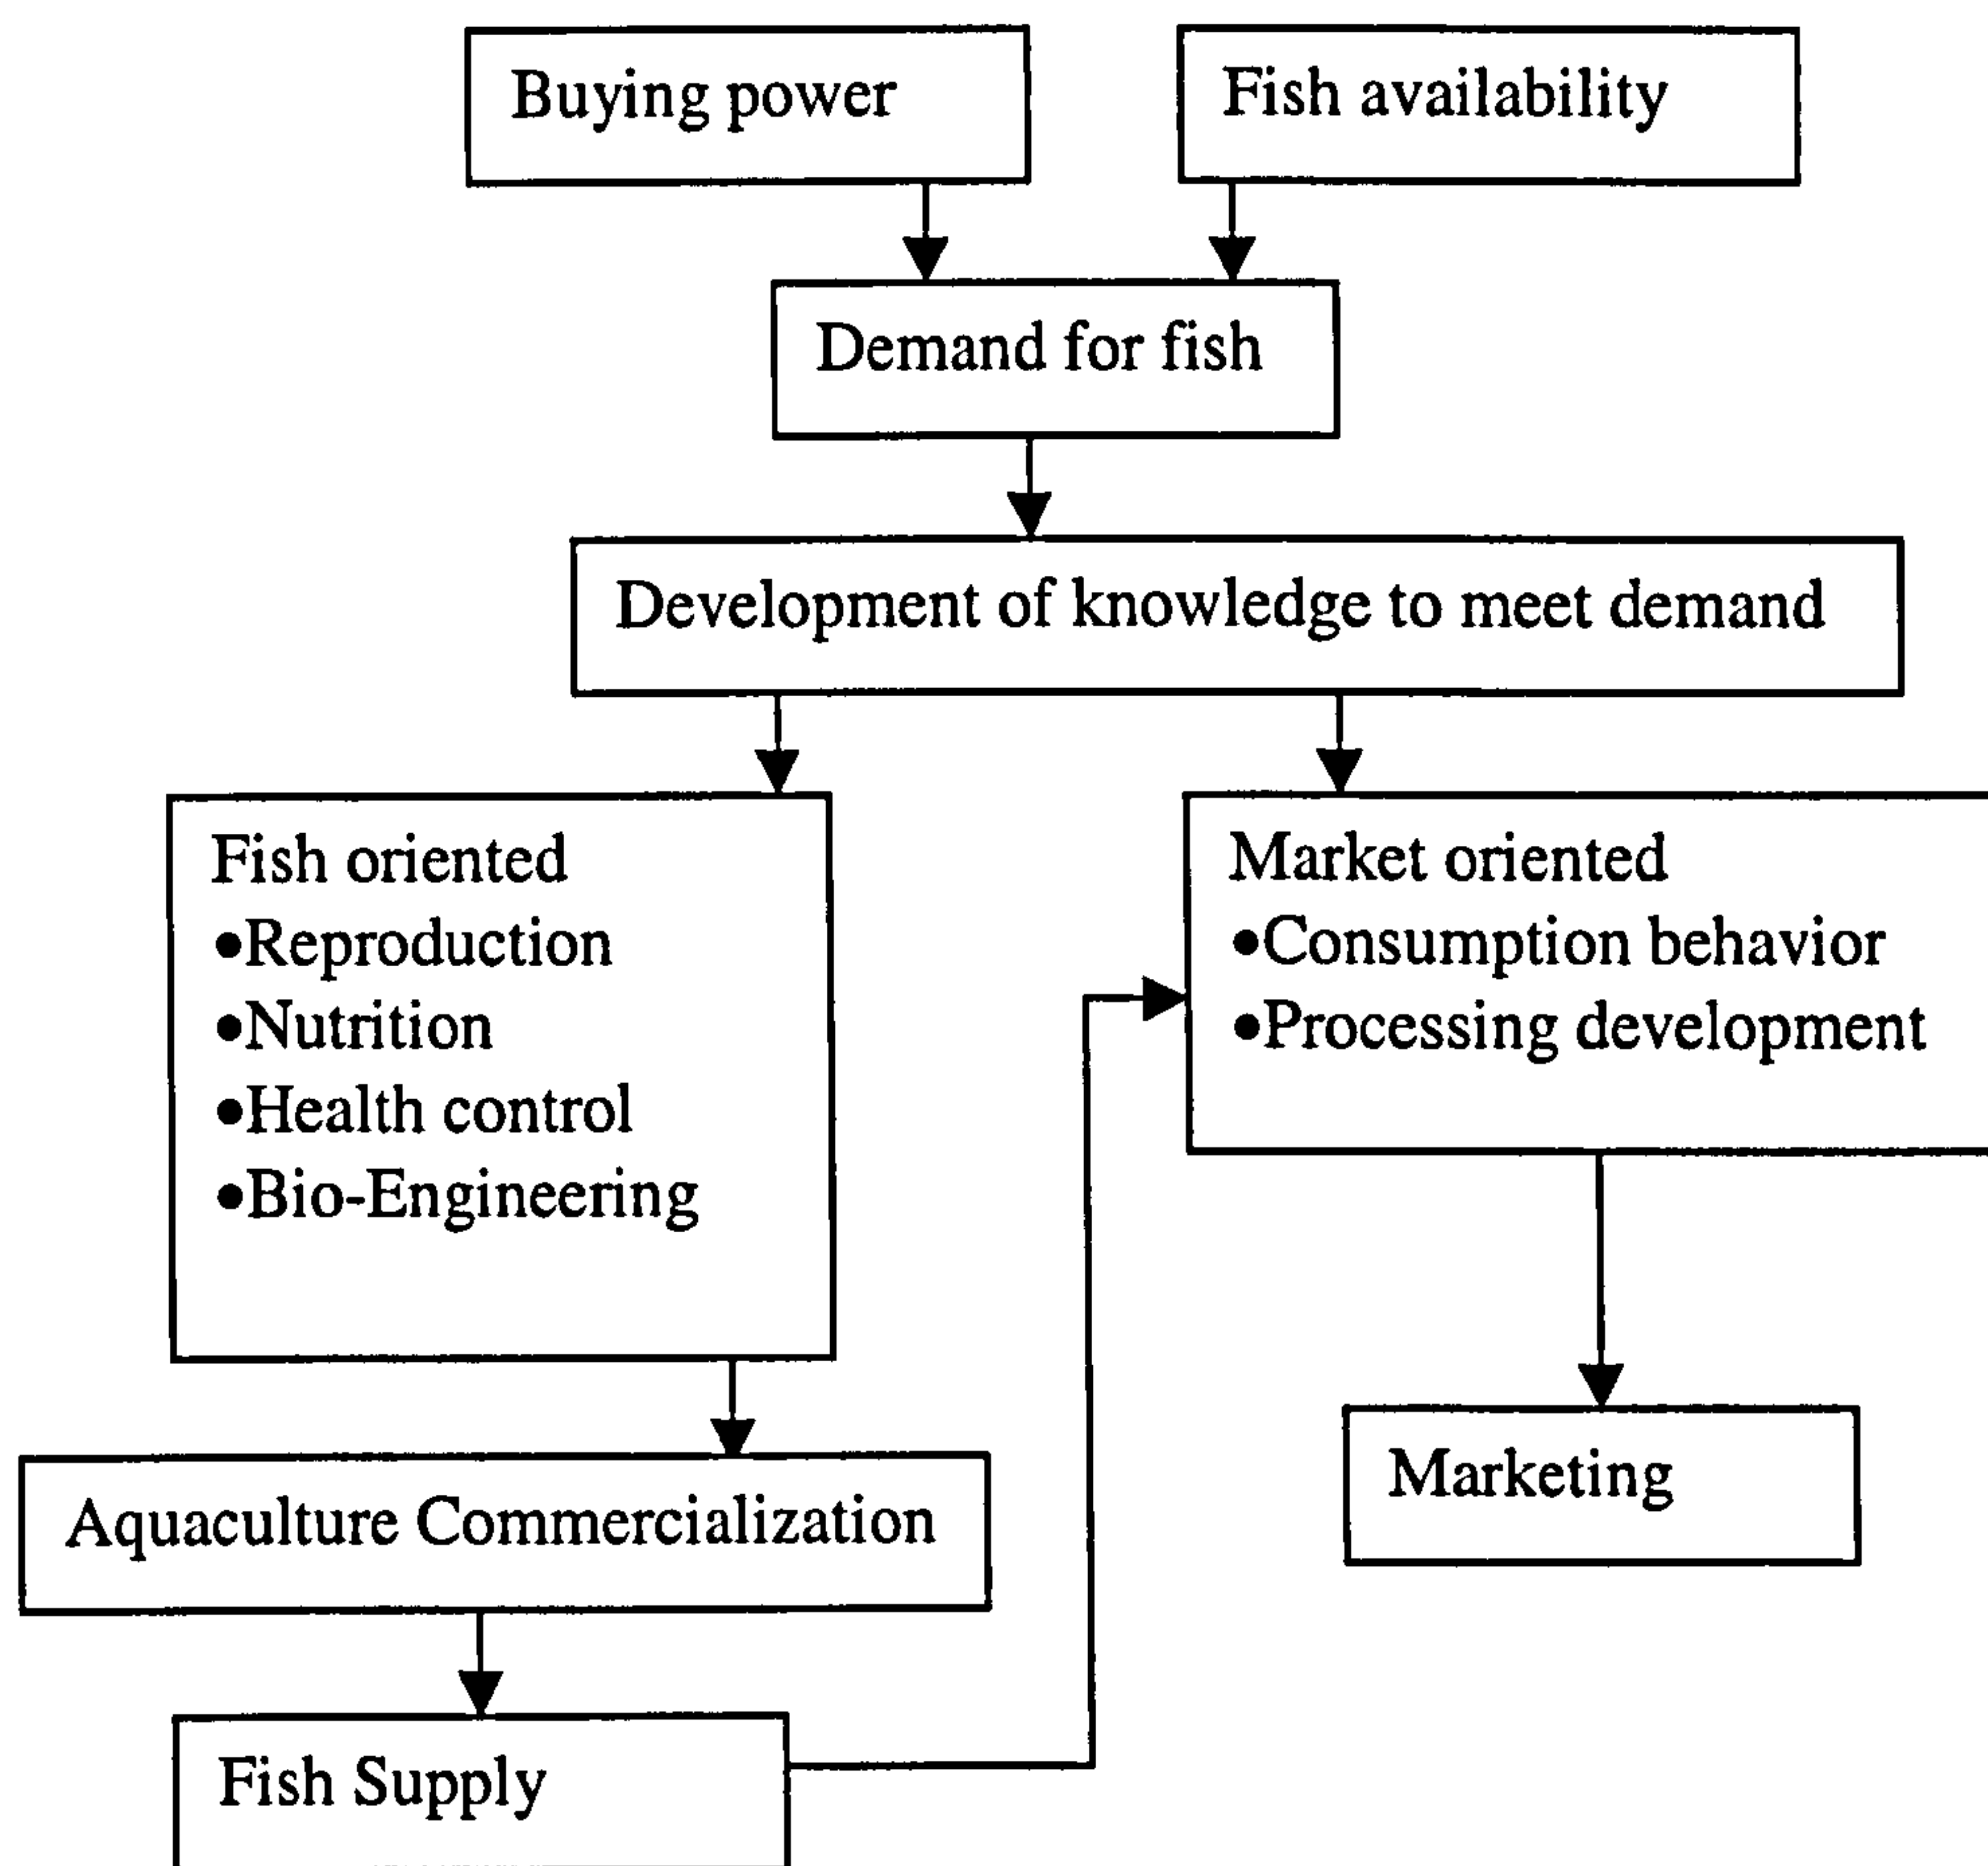 Buying power
Fish availability
Demand for fish
Development of knowledge to meet demand
Fish oriented
●Reproduction
●Nutrition
●Health control
●Bio-Engineering
Market oriented
●Consumption behavior
●Processing development
Aquaculture Commercialization
Marketing
Fish Supply